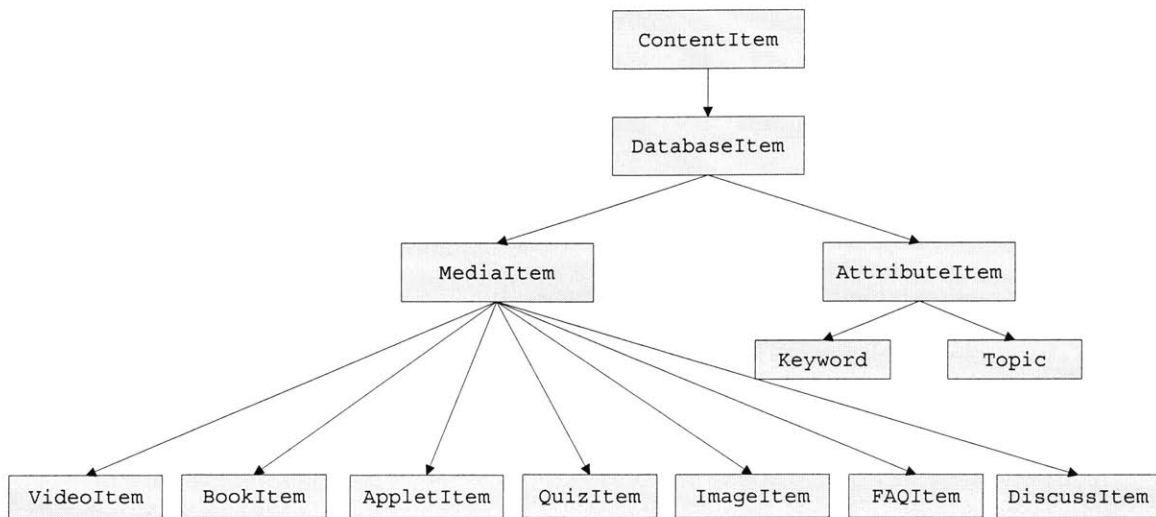 ContentItem
DatabaseItem
MediaItem
AttributeItem
Keyword
Topic
VideoItem
BookItem
AppletItem
QuizItem
ImageItem
FAQItem
DiscussItem